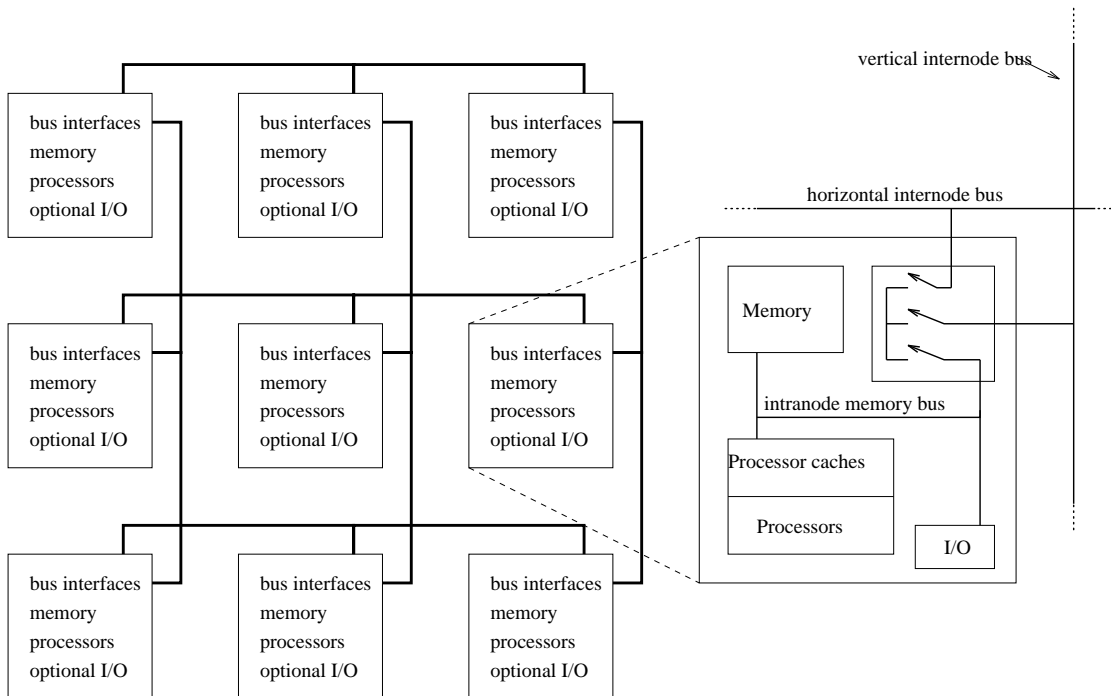 vertical internode bus
bus interfaces
memory
processors
optional I/O
bus interfaces
memory
processors
optional I/O
bus interfaces
memory
processors
optional I/O
horizontal internode bus
bus interfaces
memory
processors
optional I/O
bus interfaces
memory
processors
optional I/O
bus interfaces
memory
processors
optional I/O
Memory
intranode memory bus
Processor caches
Processors
I/O
bus interfaces
memory
processors
optional I/O
bus interfaces
memory
processors
optional I/O
bus interfaces
memory
processors
optional I/O